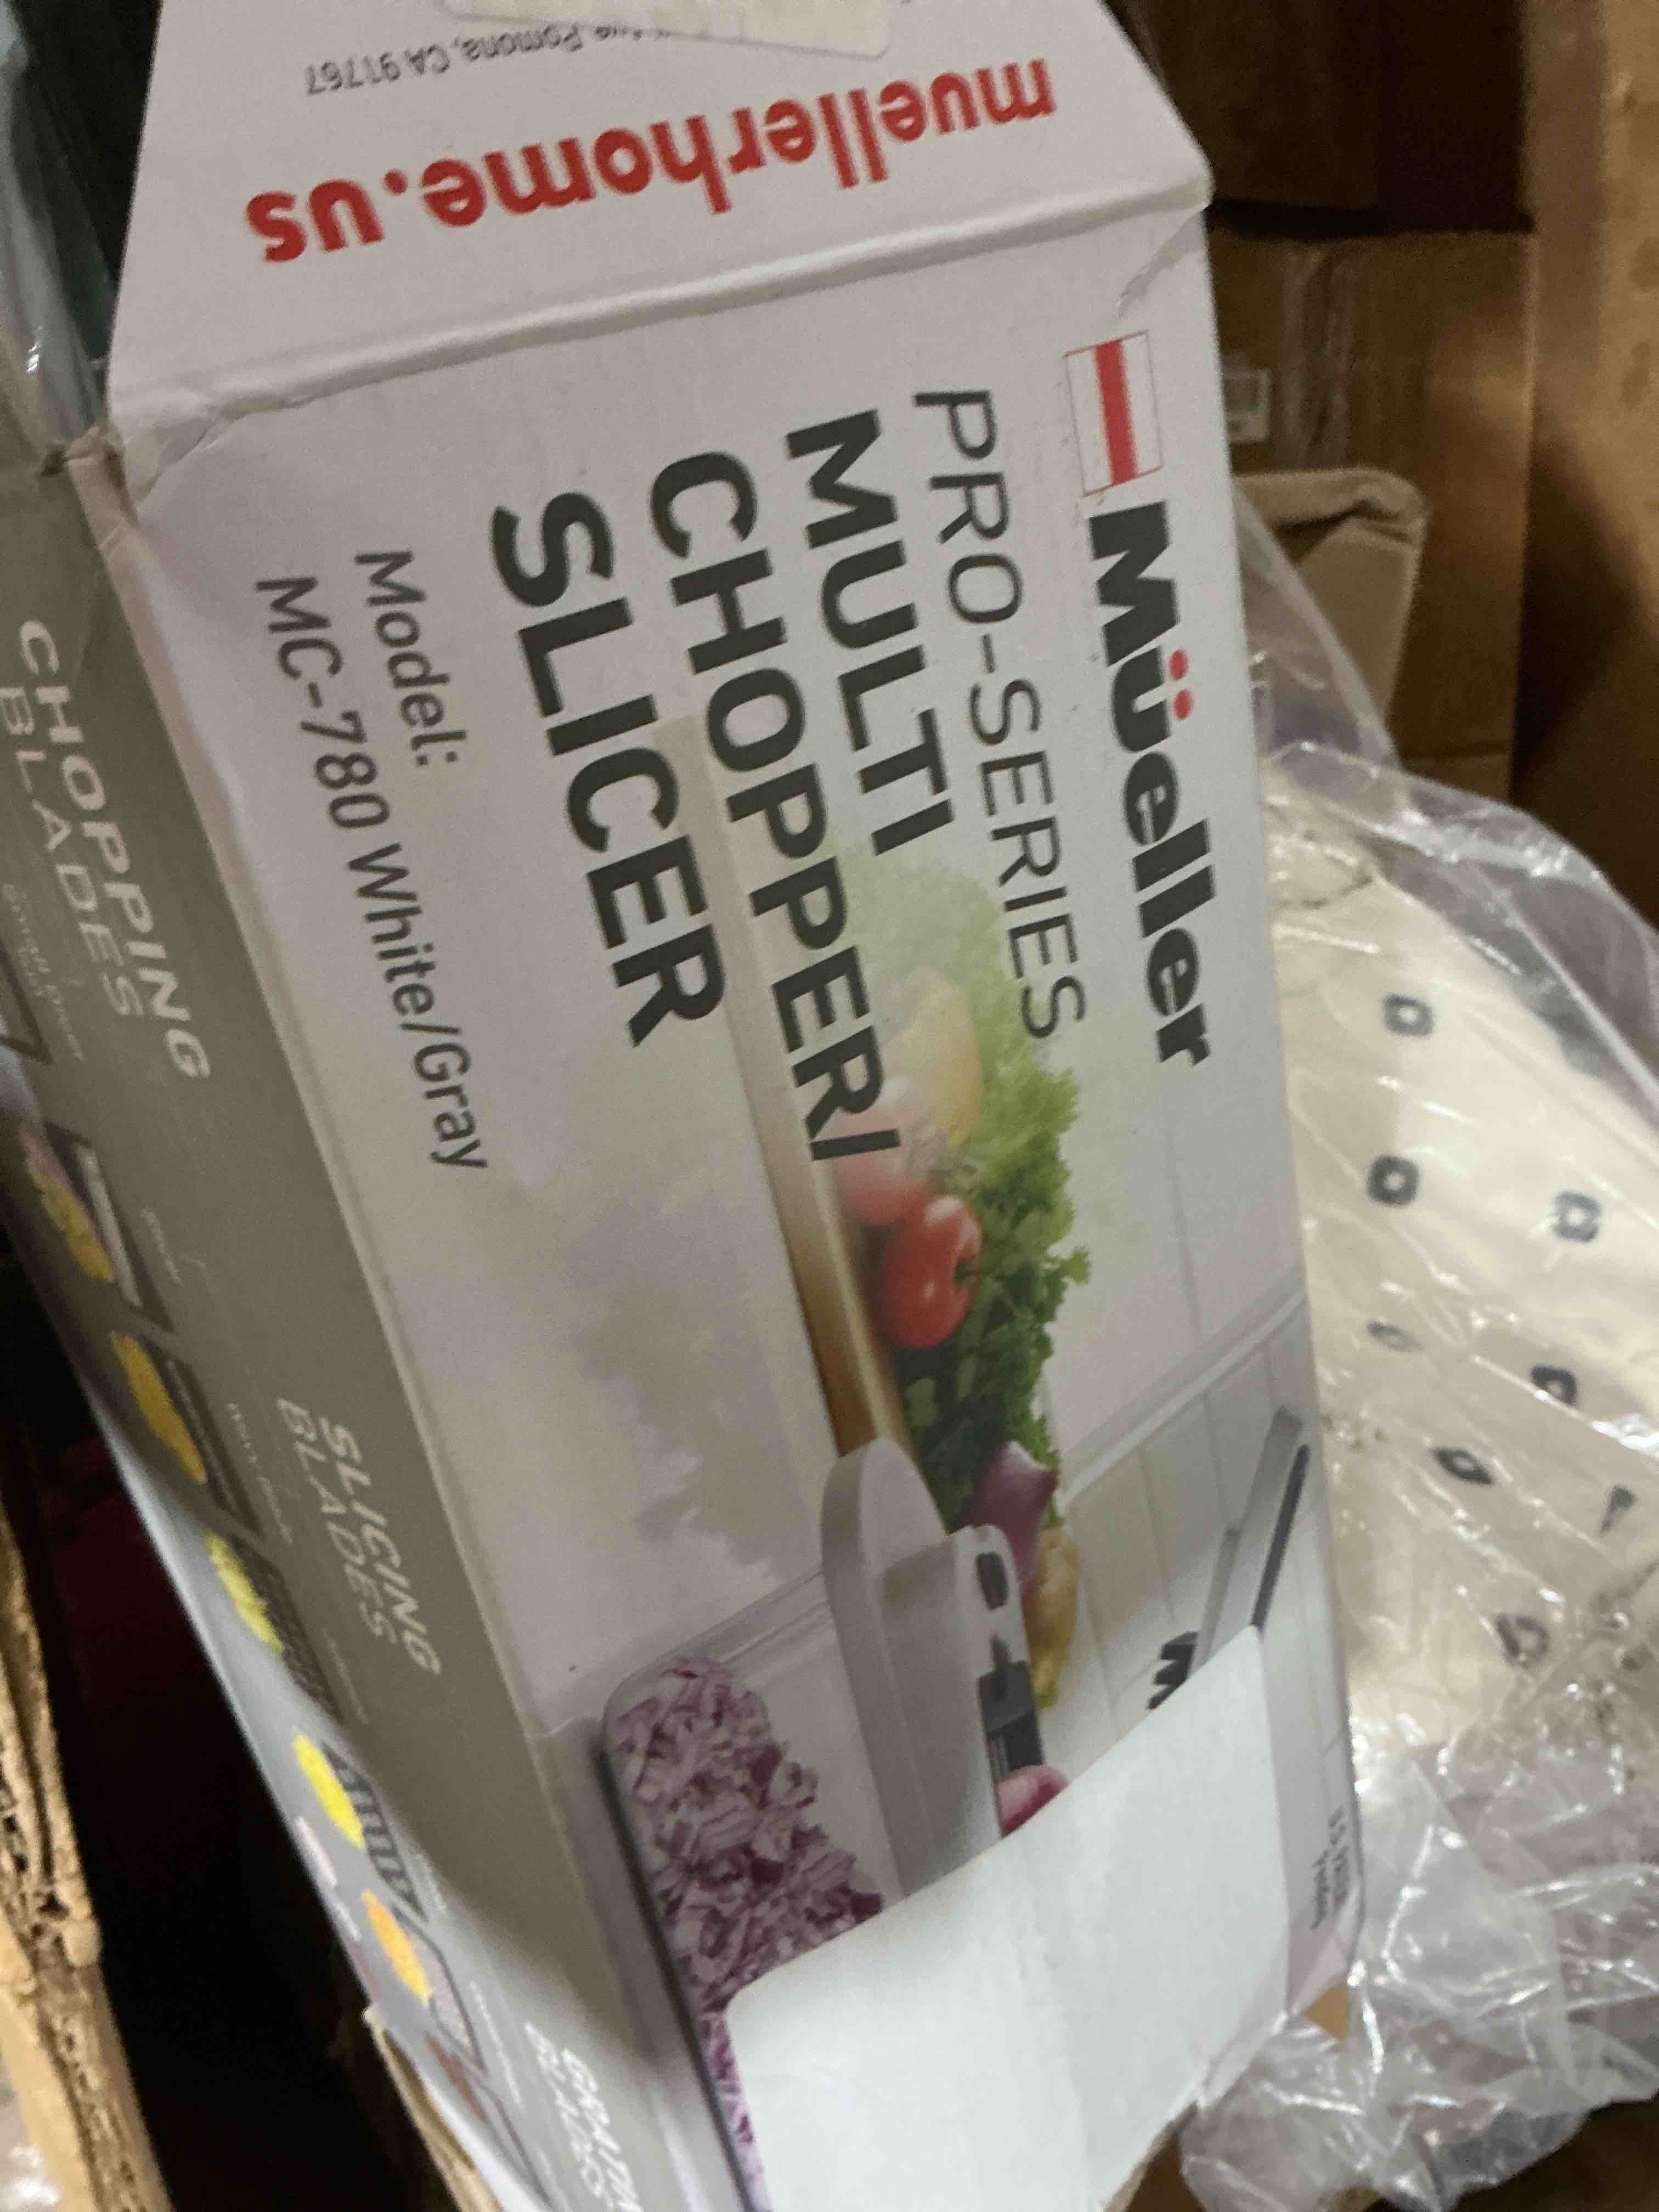 Pomona, CA 91767
muellerhome.us
Müeller
PRO-SERIES
MULTI
CHOPPER/
SLICER
Model:
MC-780 White/Gray
CHOPPING
BLADES
SLICING
BLADES